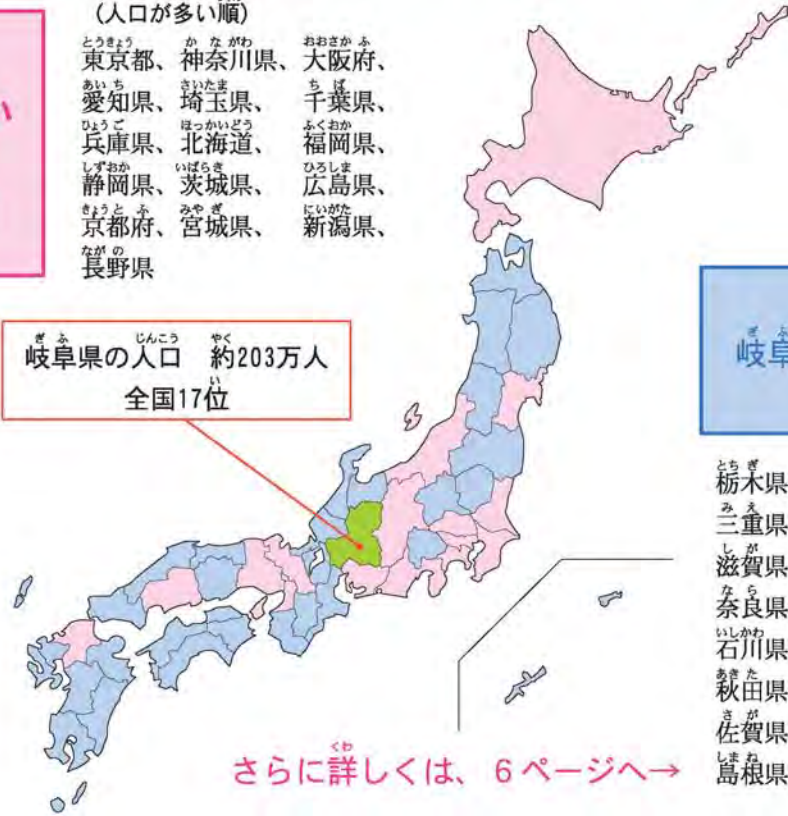 い
(人口が多い順)
東京都、神奈川県、大阪府、
愛知県、埼玉県、千葉県、
兵庫県、北海道、福岡県、
静岡県、茨城県、広島県、
京都府、宮城県、新潟県、
長野県
岐阜県の人口 約203万人
全国17位
岐阜
栃木県
三重県
滋賀県
奈良県
石川県
秋田県
佐賀県
島根県
さらに詳しくは、6ページへ→